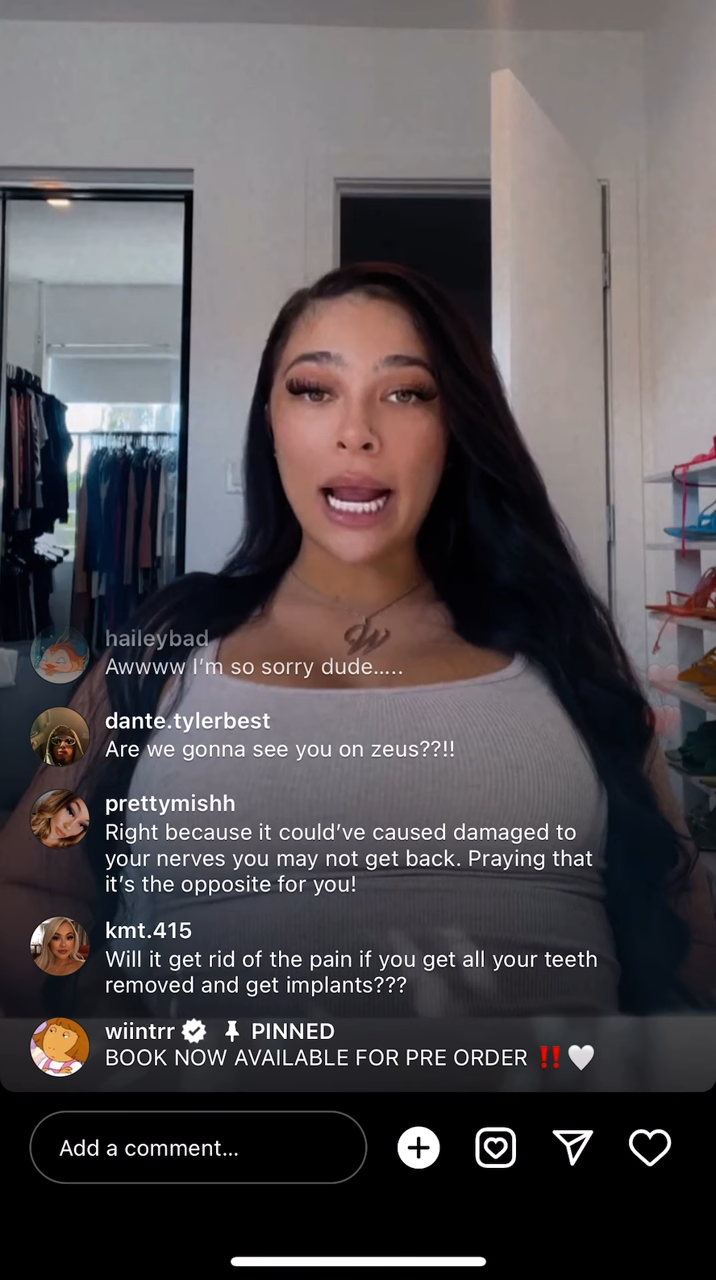 haileybad
Awwww I’m so sorry dude.....
dante.tylerbest
Are we gonna see you on zeus??!!
prettymishh
Right because it could’ve caused damaged to
your nerves you may not get back. Praying that
it’s the opposite for you!
kmt.415
Will it get rid of the pain if you get all your teeth
removed and get implants???
wiintrr PINNED
BOOK NOW AVAILABLE FOR PRE ORDER ‼️🤍
Add a comment...
W